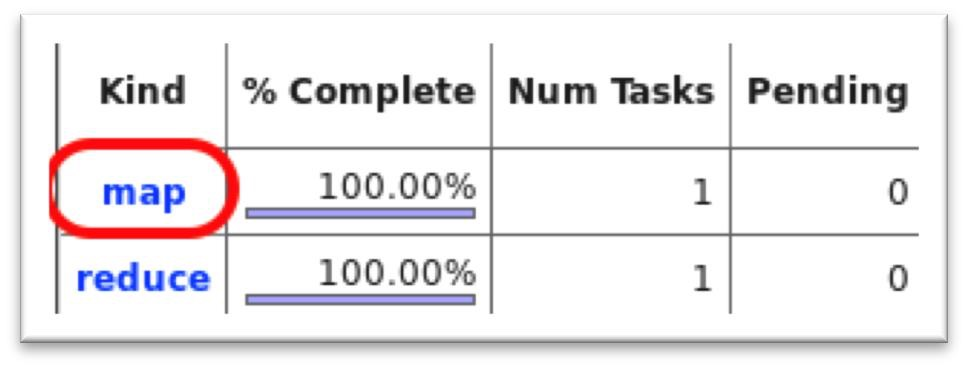 Kind % Complete Num Tasks Pending
map 100.00% 1 0
reduce 100.00% 1 0